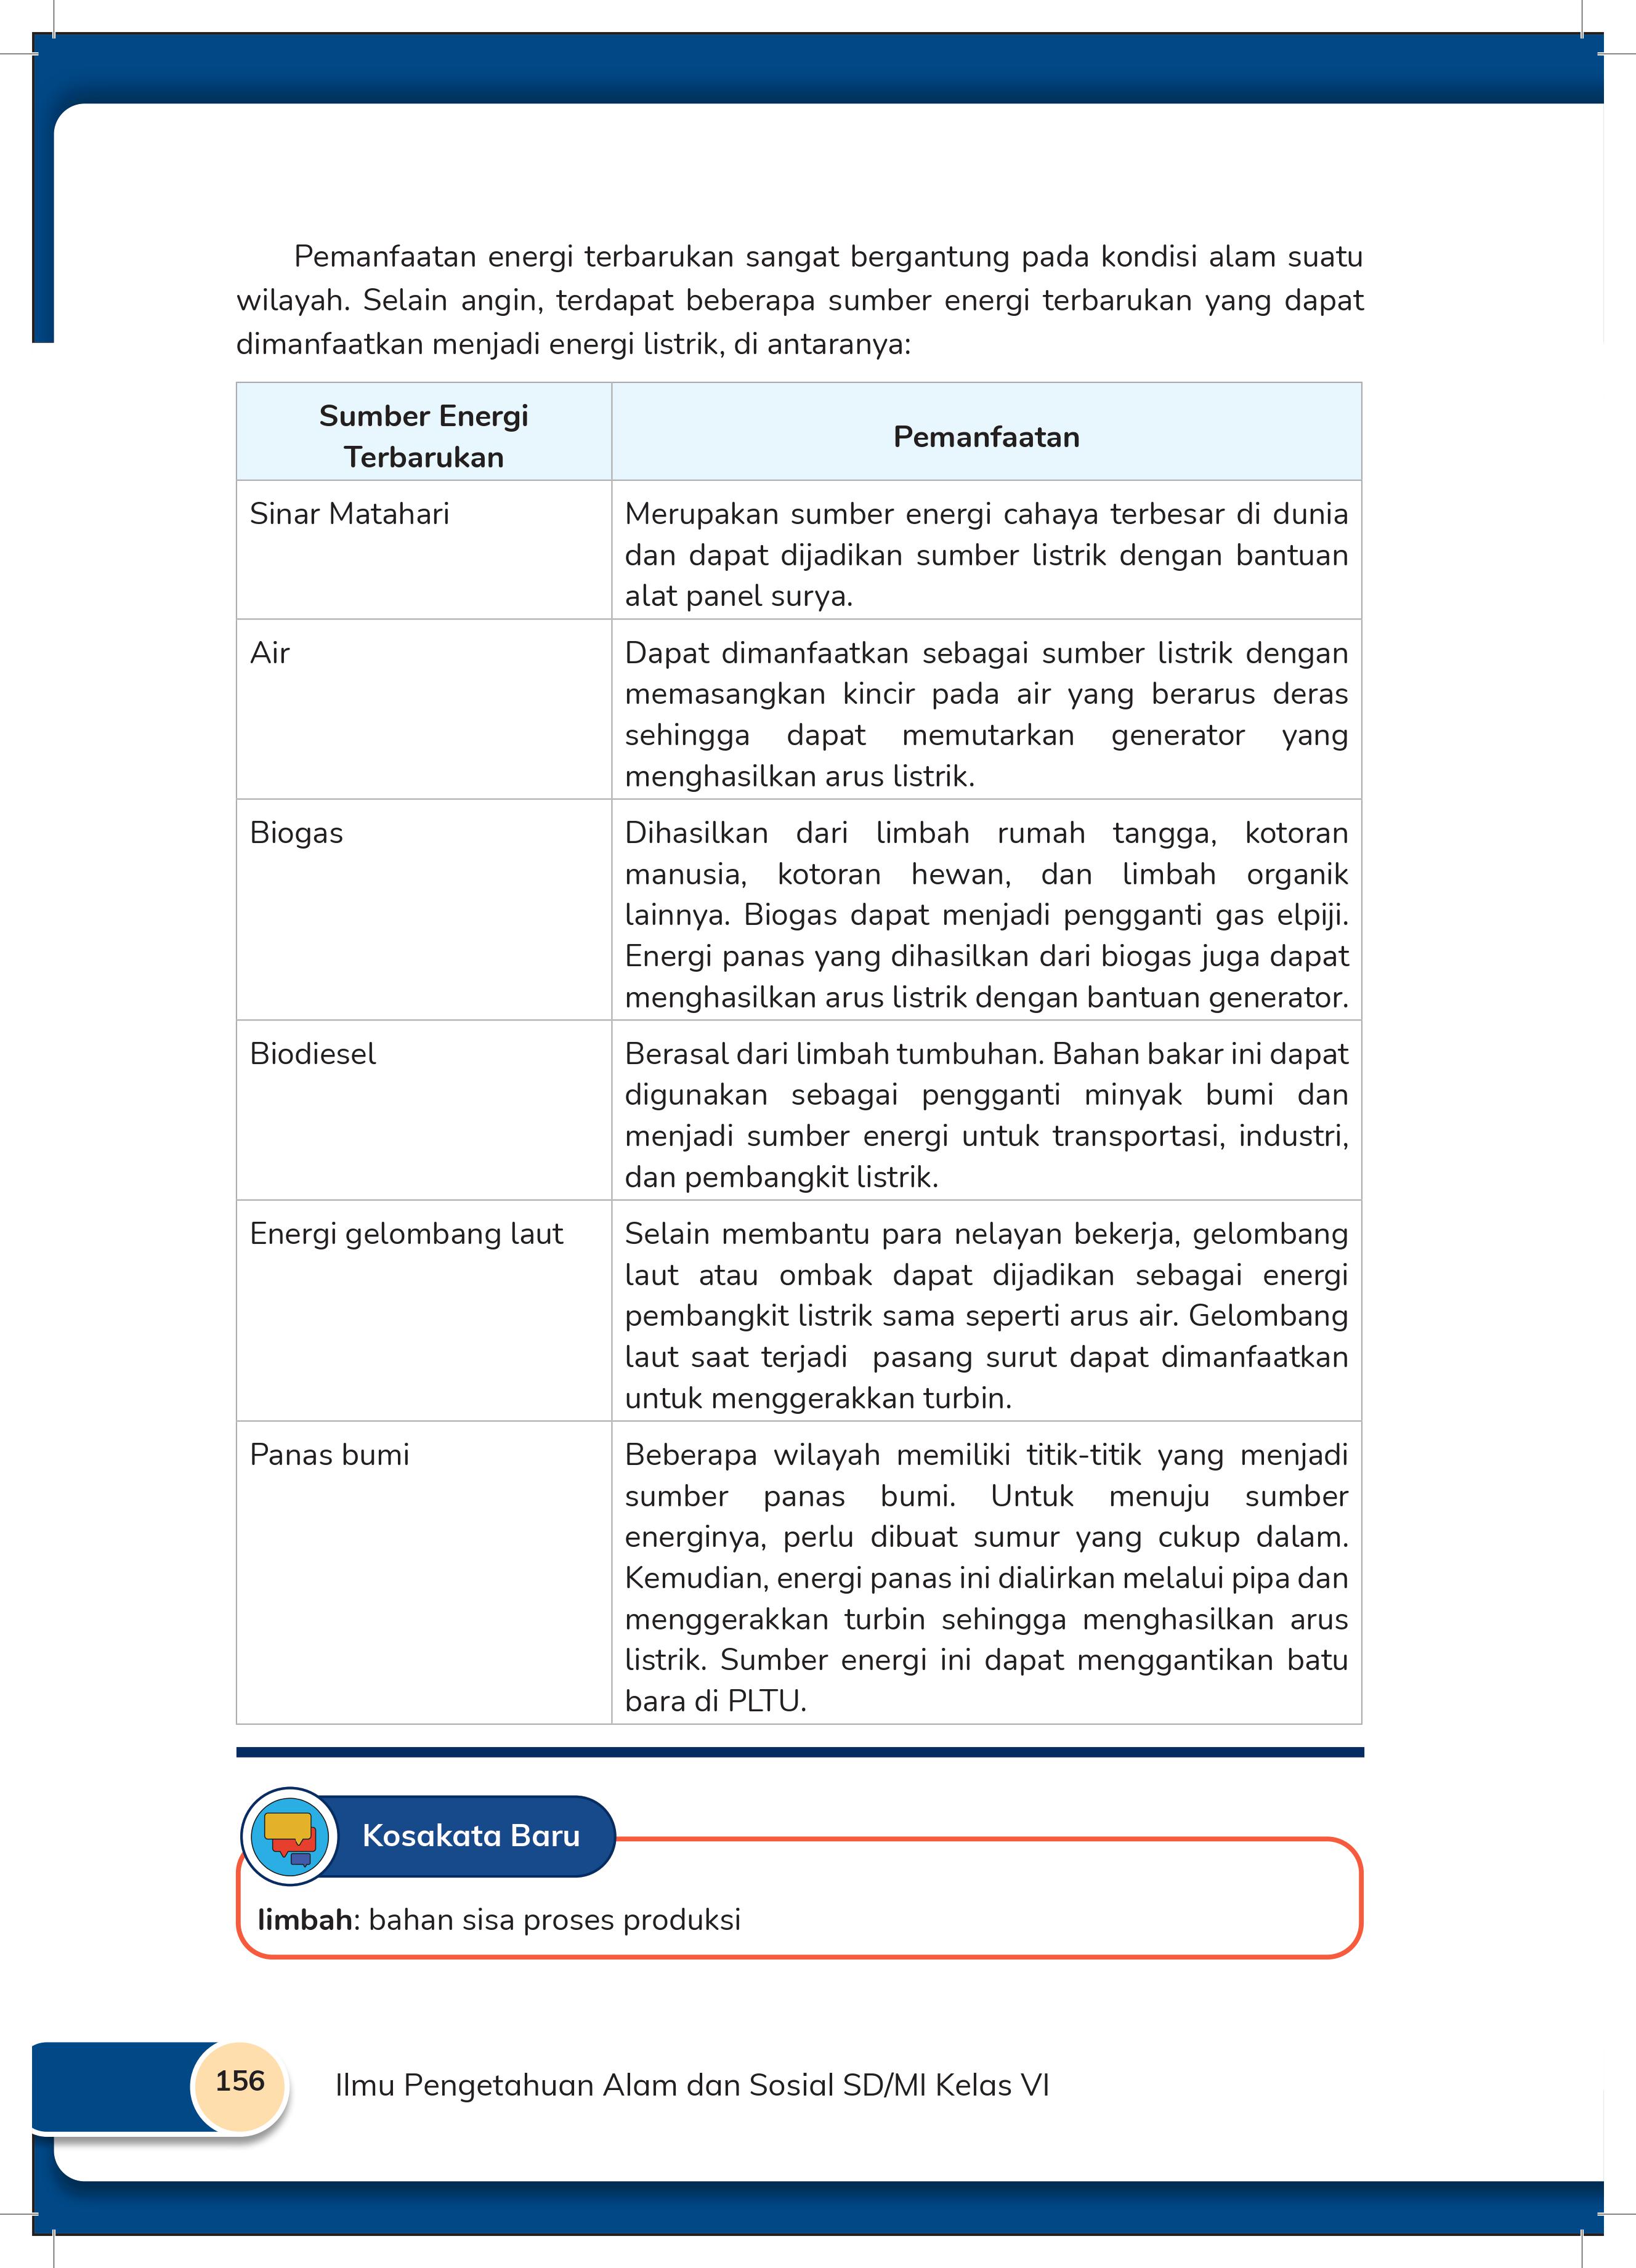 Pemanfaatan energi terbarukan sangat bergantung pada kondisi alam suatu
wilayah. Selain angin, terdapat beberapa sumber energi terbarukan yang dapat
dimanfaatkan menjadi energi listrik, di antaranya:
Sumber Energi
Terbarukan
Pemanfaatan
Sinar Matahari
Merupakan sumber energi cahaya terbesar di dunia
dan dapat dijadikan sumber listrik dengan bantuan
alat panel surya.
Air
Dapat dimanfaatkan sebagai sumber listrik dengan
memasangkan kincir pada air yang berarus deras
sehingga dapat memutarkan generator yang
menghasilkan arus listrik.
Biogas
Dihasilkan dari limbah rumah tangga, kotoran
manusia, kotoran hewan, dan limbah organik
lainnya. Biogas dapat menjadi pengganti gas elpiji.
Energi panas yang dihasilkan dari biogas juga dapat
menghasilkan arus listrik dengan bantuan generator.
Biodiesel
Berasal dari limbah tumbuhan. Bahan bakar ini dapat
digunakan sebagai pengganti minyak bumi dan
menjadi sumber energi untuk transportasi, industri,
dan pembangkit listrik.
Energi gelombang laut
Selain membantu para nelayan bekerja, gelombang
laut atau ombak dapat dijadikan sebagai energi
pembangkit listrik sama seperti arus air. Gelombang
laut saat terjadi pasang surut dapat dimanfaatkan
untuk menggerakkan turbin.
Panas bumi
Beberapa wilayah memiliki titik-titik yang menjadi
sumber panas bumi. Untuk menuju sumber
energinya, perlu dibuat sumur yang cukup dalam.
Kemudian, energi panas ini dialirkan melalui pipa dan
menggerakkan turbin sehingga menghasilkan arus
listrik. Sumber energi ini dapat menggantikan batu
bara di PLTU.
Kosakata Baru
limbah: bahan sisa proses produksi
156
Ilmu Pengetahuan Alam dan Sosial SD/MI Kelas VI